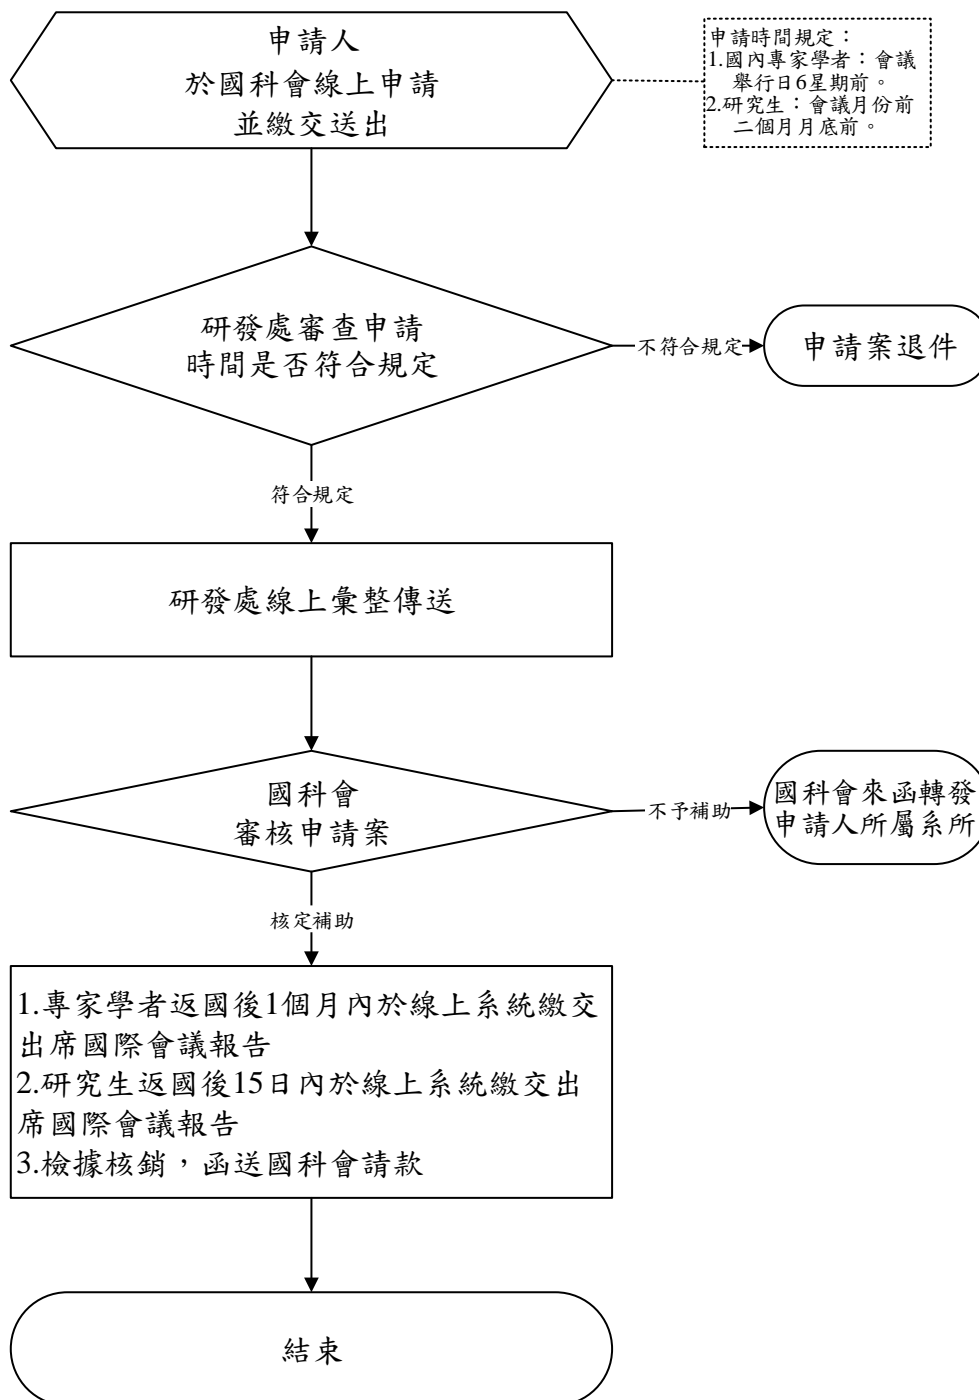 申請人
於國科會線上申請
並繳交送出
申請時間規定：
1.國內專家學者：會議
舉行日6星期前。
2.研究生：會議月份前
二個月月底前。
研發處審查申請
時間是否符合規定
不符合規定
申請案退件
符合規定
研發處線上彙整傳送
國科會
審核申請案
不予補助
國科會來函轉發
申請人所屬系所
核定補助
1.專家學者返國後1個月內於線上系統繳交
出席國際會議報告
2.研究生返國後15日內於線上系統繳交出
席國際會議報告
3.檢據核銷，函送國科會請款
結束